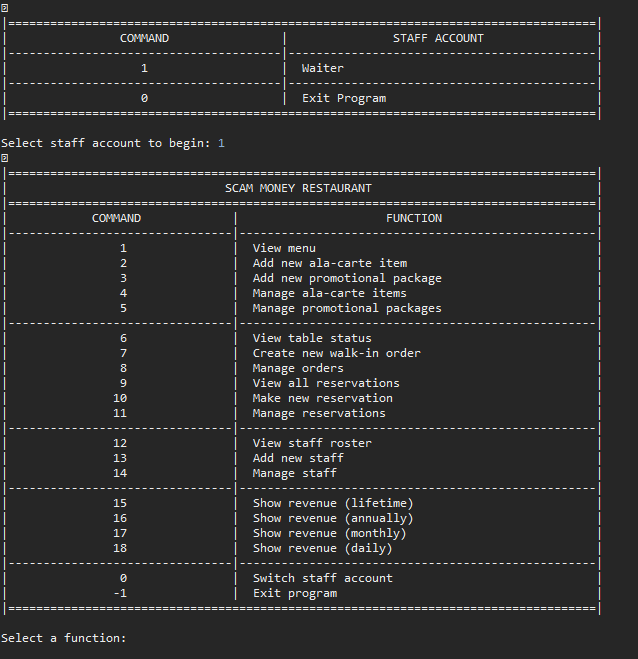 |====================================================================================|
| COMMAND | STAFF ACCOUNT |
|---------------------------------------|--------------------------------------------|
| 1 | Waiter |
|---------------------------------------|--------------------------------------------|
| 0 | Exit Program |
|====================================================================================|
Select staff account to begin: 1
|====================================================================================|
| SCAM MONEY RESTAURANT |
|====================================================================================|
| COMMAND | FUNCTION |
|--------------------------------|---------------------------------------------------|
| 1 | View menu |
| 2 | Add new ala-carte item |
| 3 | Add new promotional package |
| 4 | Manage ala-carte items |
| 5 | Manage promotional packages |
|--------------------------------|---------------------------------------------------|
| 6 | View table status |
| 7 | Create new walk-in order |
| 8 | Manage orders |
| 9 | View all reservations |
| 10 | Make new reservation |
| 11 | Manage reservations |
|--------------------------------|---------------------------------------------------|
| 12 | View staff roster |
| 13 | Add new staff |
| 14 | Manage staff |
|--------------------------------|---------------------------------------------------|
| 15 | Show revenue (lifetime) |
| 16 | Show revenue (annually) |
| 17 | Show revenue (monthly) |
| 18 | Show revenue (daily) |
|--------------------------------|---------------------------------------------------|
| 0 | Switch staff account |
| -1 | Exit program |
|====================================================================================|
Select a function: